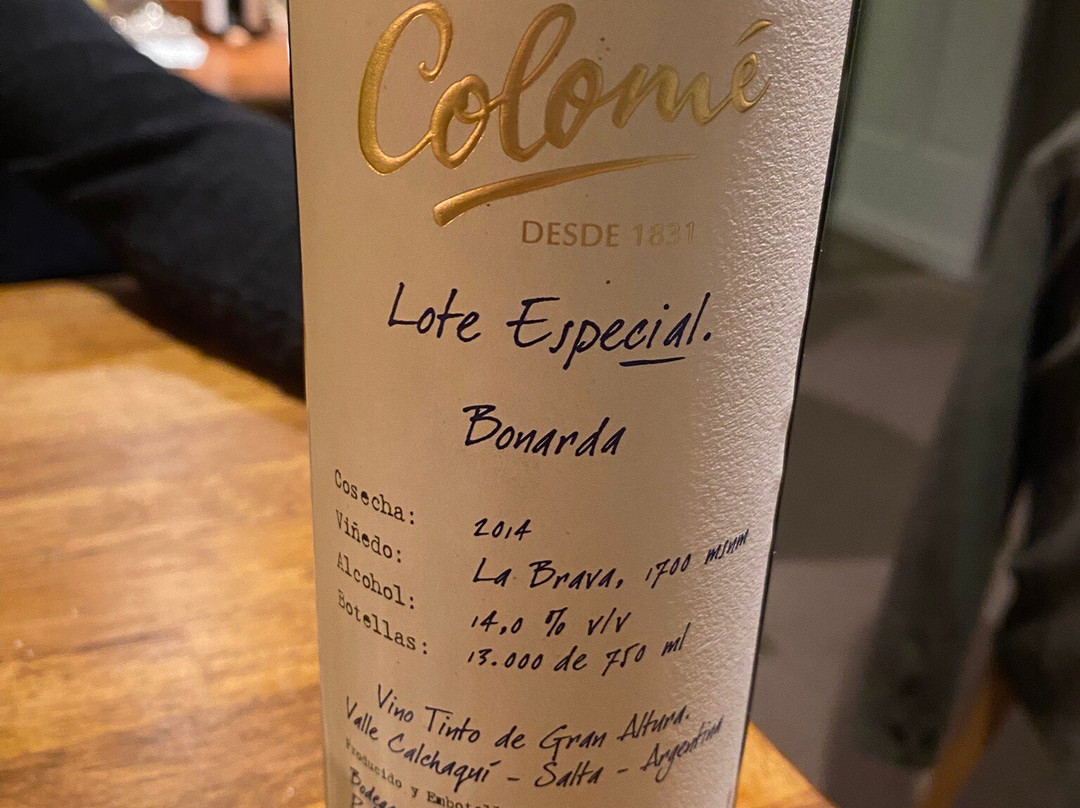 Colomé
DESDE 1831
Lote Especial.
Bonarda
Cosecha: 2014
Viñedo: La Brava, 1700 msnm
Alcohol: 14,0 % v/v
Botellas: 13.000 de 750 ml
Vino Tinto de Gran Altura.
Valle Calchaquí - Salta - Argentina
Producido y